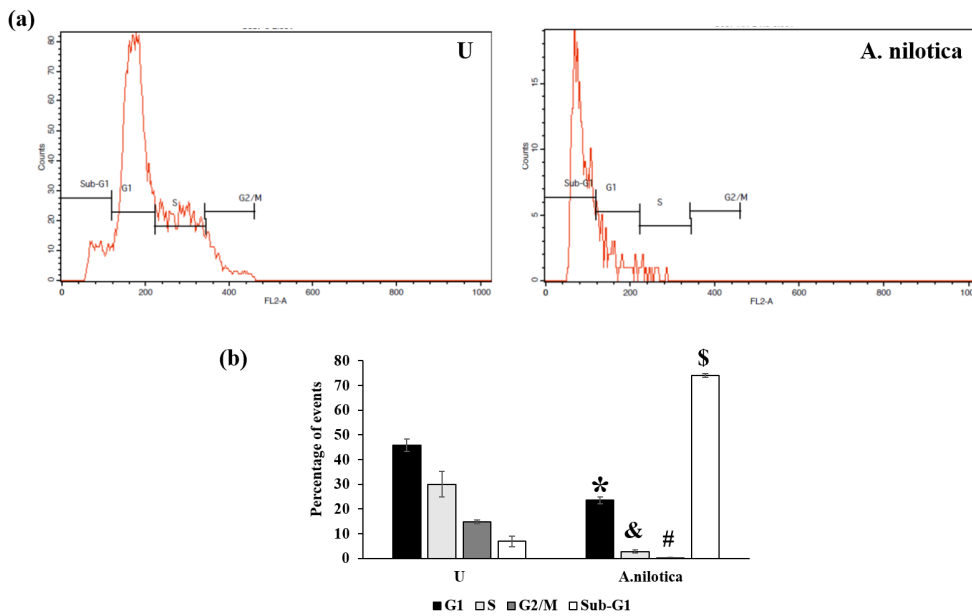 (a)
U
A. nilotica
Counts
80
70
60
50
40
30
20
10
0
Sub-G1
G1
S
G2/M
0
200
400
600
800
1000
FL2-A
Counts
15
10
5
0
Sub-G1
G1
S
G2/M
0
200
400
600
800
1000
FL2-A
(b)
Percentage of events
80
70
60
50
40
30
20
10
0
*
&
#
$
U
A.nilotica
G1 S G2/M Sub-G1